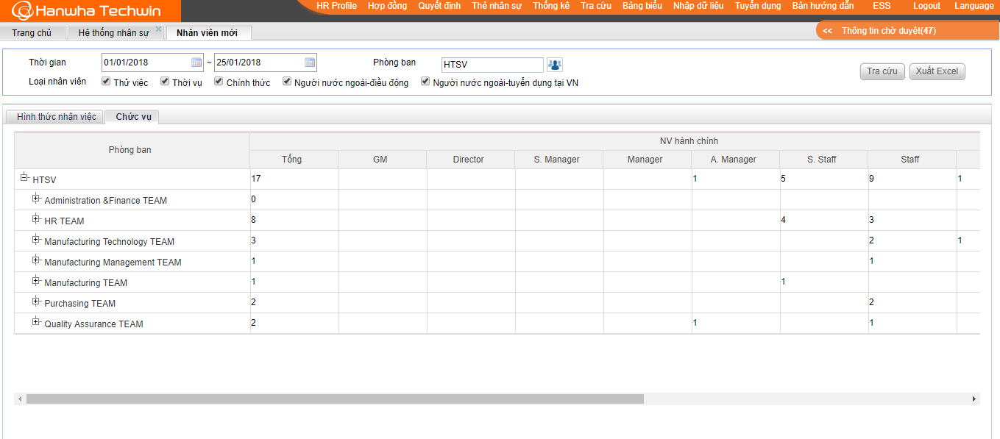 Hanwha Techwin
HR Profile Hợp đồng Quyết định Thẻ nhân sự Thống kê Tra cứu Bảng biểu Nhập dữ liệu Tuyển dụng Bản hướng dẫn ESS Logout Language
Trang chủ Hệ thống nhân sự Nhân viên mới << Thông tin chờ duyệt(47)
Thời gian 01/01/2018 ~ 25/01/2018 Phòng ban HTSV
Tra cứu Xuất Excel
Loại nhân viên Thử việc Thời vụ Chính thức Người nước ngoài-điều động Người nước ngoài-tuyển dụng tại VN
Hình thức nhận việc Chức vụ
Phòng ban NV hành chính
Tổng GM Director S. Manager Manager A. Manager S. Staff Staff
HTSV 17 1 5 9 1
Administration &Finance TEAM 0
HR TEAM 8 4 3
Manufacturing Technology TEAM 3 2 1
Manufacturing Management TEAM 1 1
Manufacturing TEAM 1 1
Purchasing TEAM 2 2
Quality Assurance TEAM 2 1 1